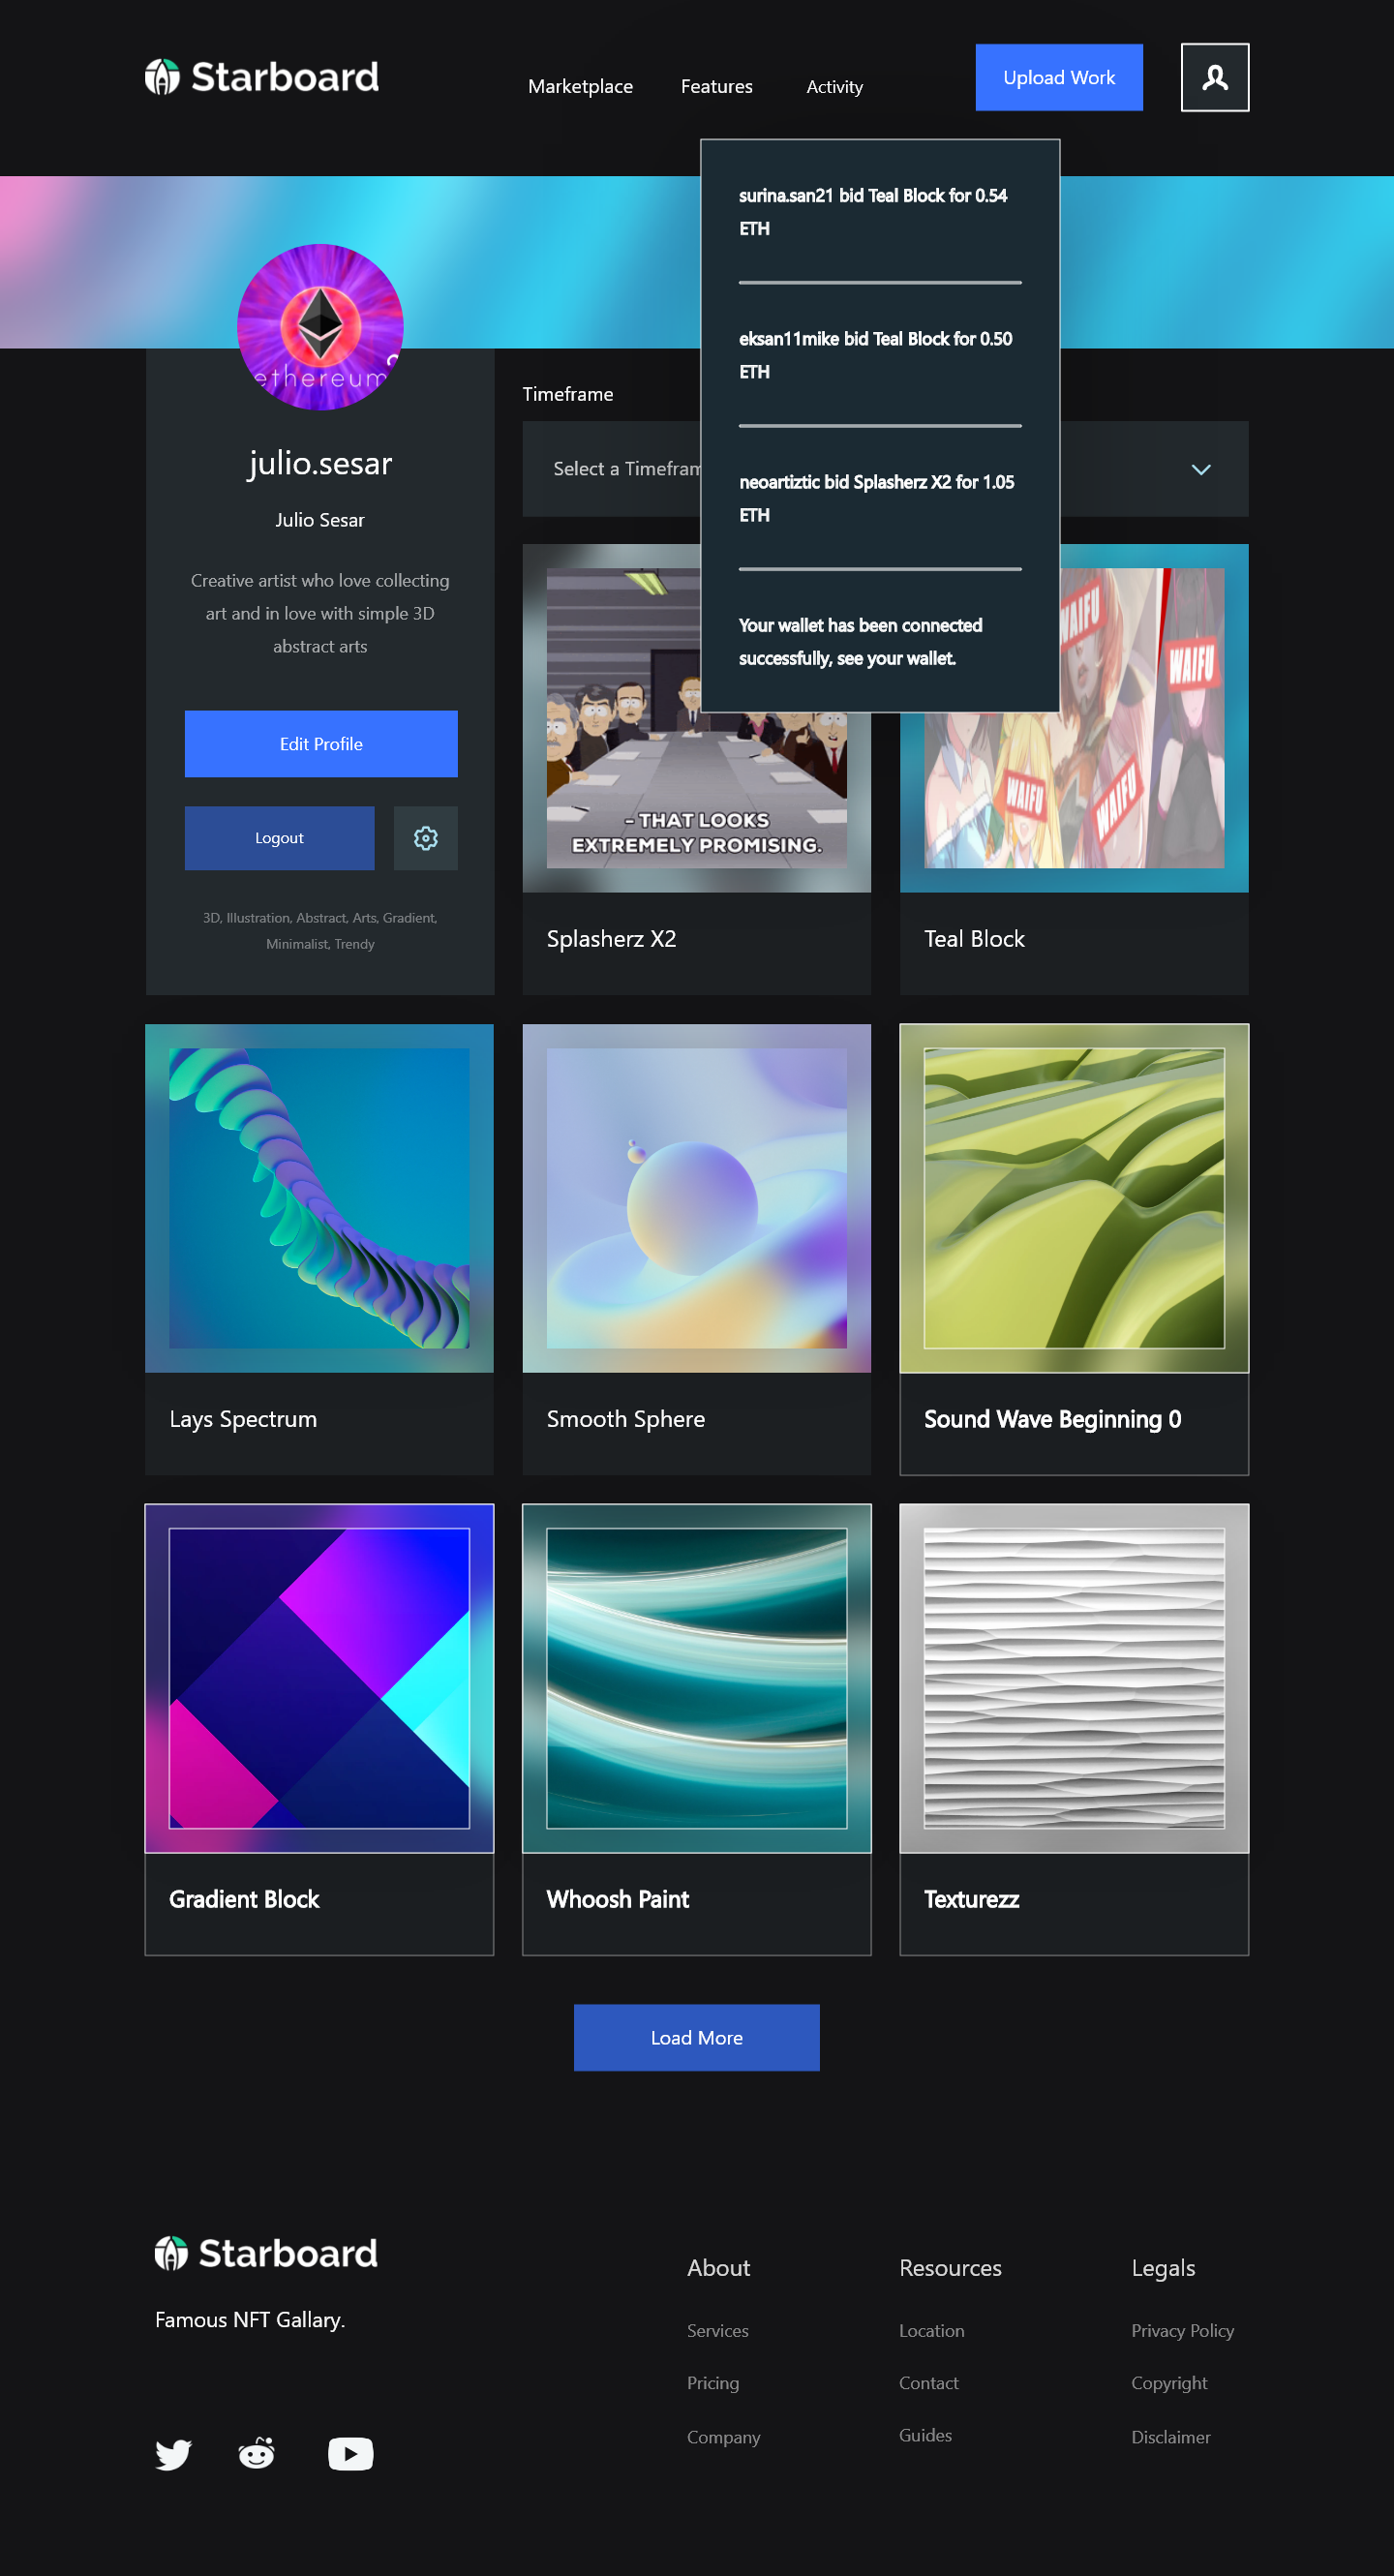 Starboard
Marketplace
Features
Activity
Upload Work
surina.san21 bid Teal Block for 0.54
ETH
eksan11mike bid Teal Block for 0.50
ETH
neoartiztic bid Splasherz X2 for 1.05
ETH
Your wallet has been connected
successfully, see your wallet.
ethereum
julio.sesar
Julio Sesar
Creative artist who love collecting
art and in love with simple 3D
abstract arts
Edit Profile
Logout
3D, Illustration, Abstract, Arts, Gradient,
Minimalist, Trendy
Timeframe
Select a Timefram
- THAT LOOKS
EXTREMELY PROMISING.
Splasherz X2
WAIFU
WAIFU
WAIFU
WAIFU
Teal Block
Lays Spectrum
Smooth Sphere
Sound Wave Beginning 0
Gradient Block
Whoosh Paint
Texturezz
Load More
Starboard
Famous NFT Gallary.
About
Services
Pricing
Company
Resources
Location
Contact
Guides
Legals
Privacy Policy
Copyright
Disclaimer